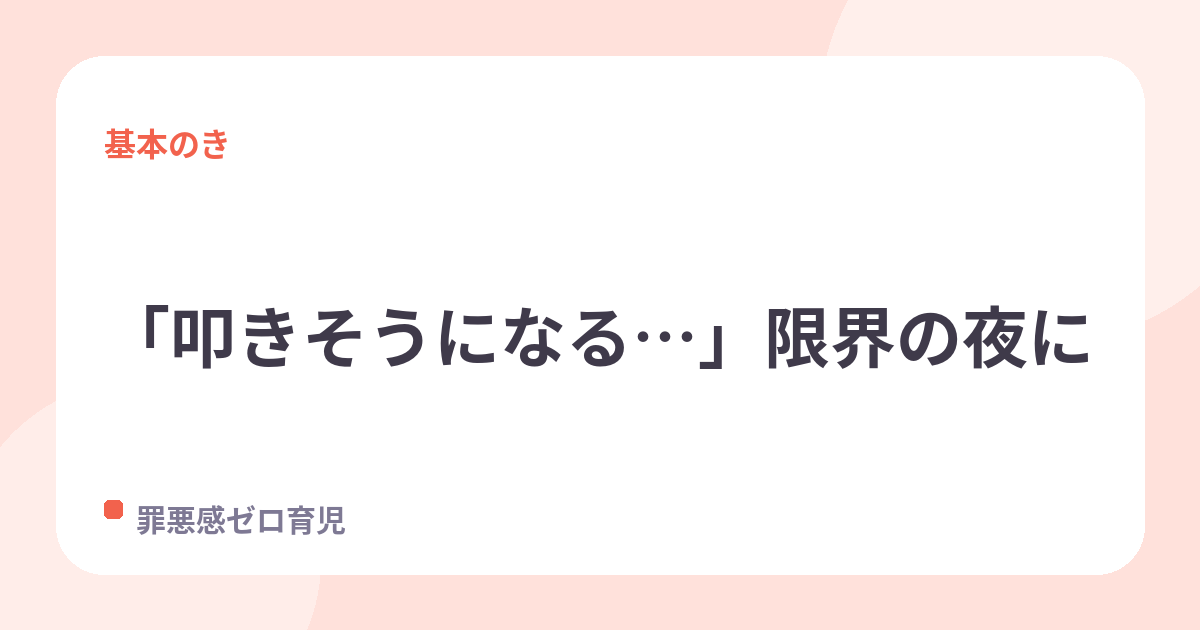 基本のき
「叩きそうになる…」限界の夜に
罪悪感ゼロ育児